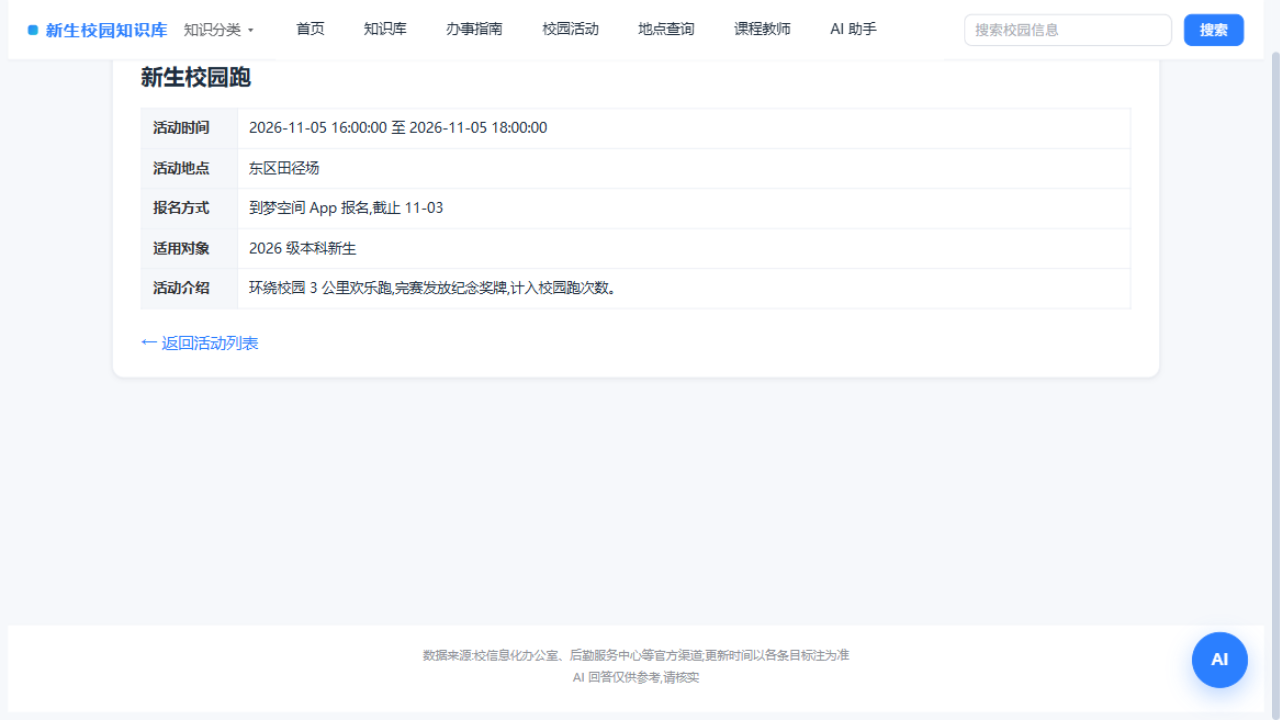 新生校园知识库 知识分类 首页 知识库 办事指南 校园活动 地点查询 课程教师 AI 助手 搜索校园信息 搜索
新生校园跑
活动时间 2026-11-05 16:00:00 至 2026-11-05 18:00:00
活动地点 东区田径场
报名方式 到梦空间 App 报名,截止 11-03
适用对象 2026 级本科新生
活动介绍 环绕校园 3 公里欢乐跑,完赛发放纪念奖牌,计入校园跑次数。
← 返回活动列表
数据来源:校信息化办公室、后勤服务中心等官方渠道;更新时间以各条目标注为准
AI 回答仅供参考,请核实
AI